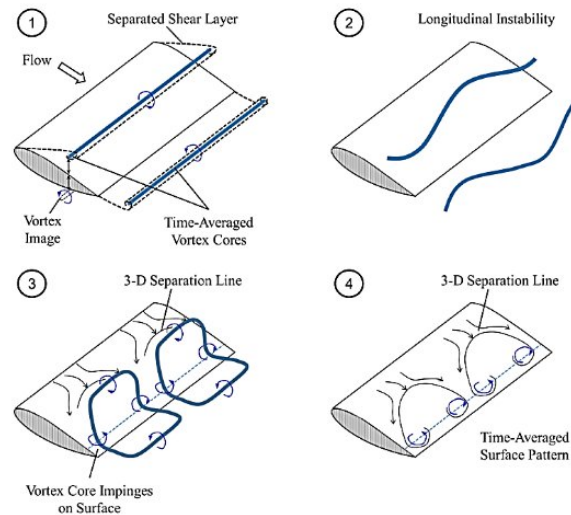 1
Separated Shear Layer
Flow
Vortex
Image
Time-Averaged
Vortex Cores
2
Longitudinal Instability
3
3-D Separation Line
Vortex Core Impinges
on Surface
4
3-D Separation Line
Time-Averaged
Surface Pattern